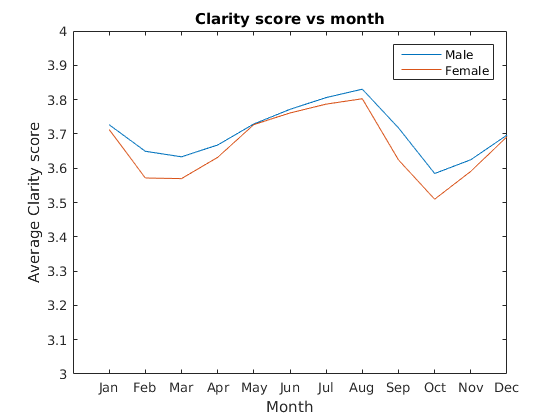 Clarity score vs month
Male
Female
4
3.9
3.8
3.7
3.6
3.5
3.4
3.3
3.2
3.1
3
Average Clarity score
Jan Feb Mar Apr May Jun Jul Aug Sep Oct Nov Dec
Month